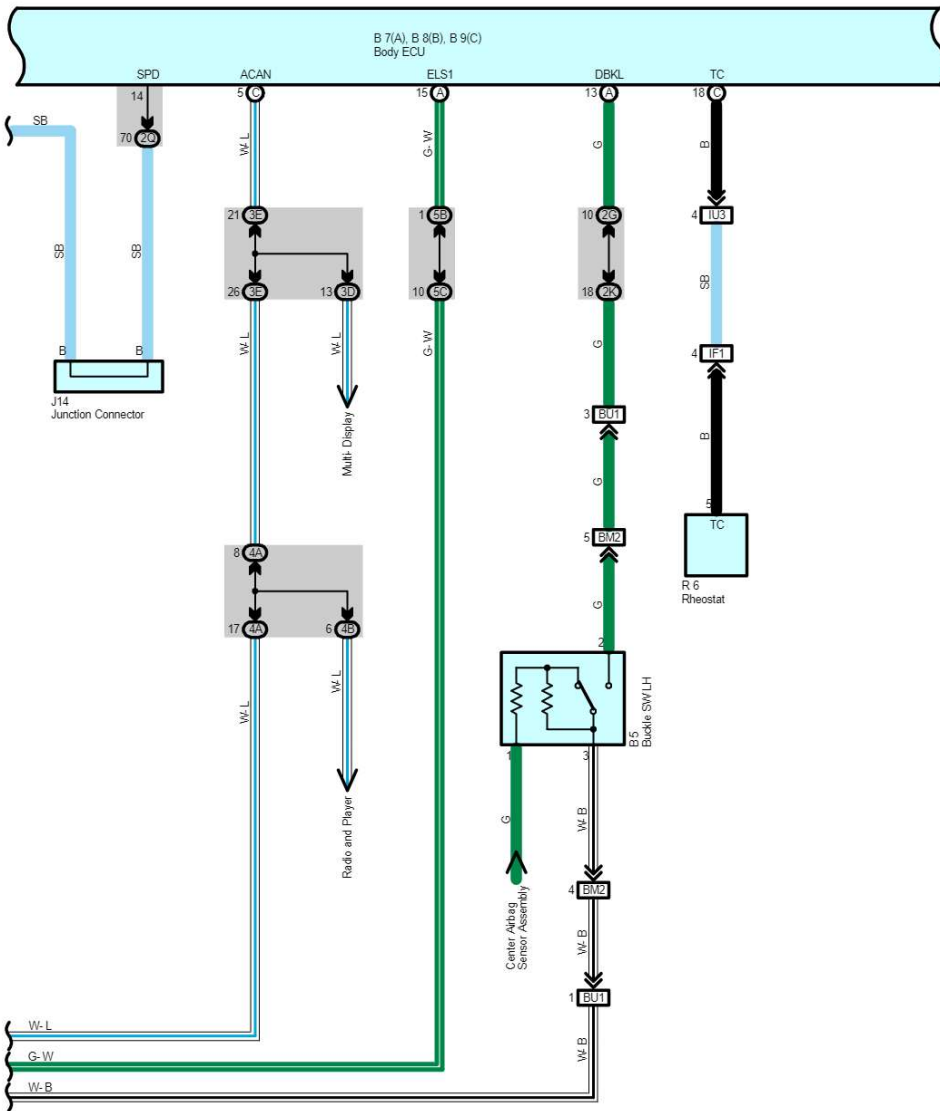 B 7(A), B 8(B), B 9(C)
Body ECU
SPD
ACAN
ELS1
DBKL
TC
14
5 C
15 A
13 A
18 C
SB
70 2Q
W- L
G- W
G
B
21 3E
1 5B
10 2G
4 IU3
SB
SB
SB
26 3E
13 3D
10 5C
18 2K
W- L
W- L
G- W
G
4 IF1
B
B
J14
Junction Connector
Multi- Display
3 BU1
B
G
5
TC
R 6
Rheostat
8 4A
5 BM2
G
17 4A
6 4B
2
W- L
W- L
B 5
Buckle SW LH
1
3
Radio and Player
G
W- B
Center Airbag
Sensor Assembly
4 BM2
W- B
1 BU1
W- B
W- L
G- W
W- B